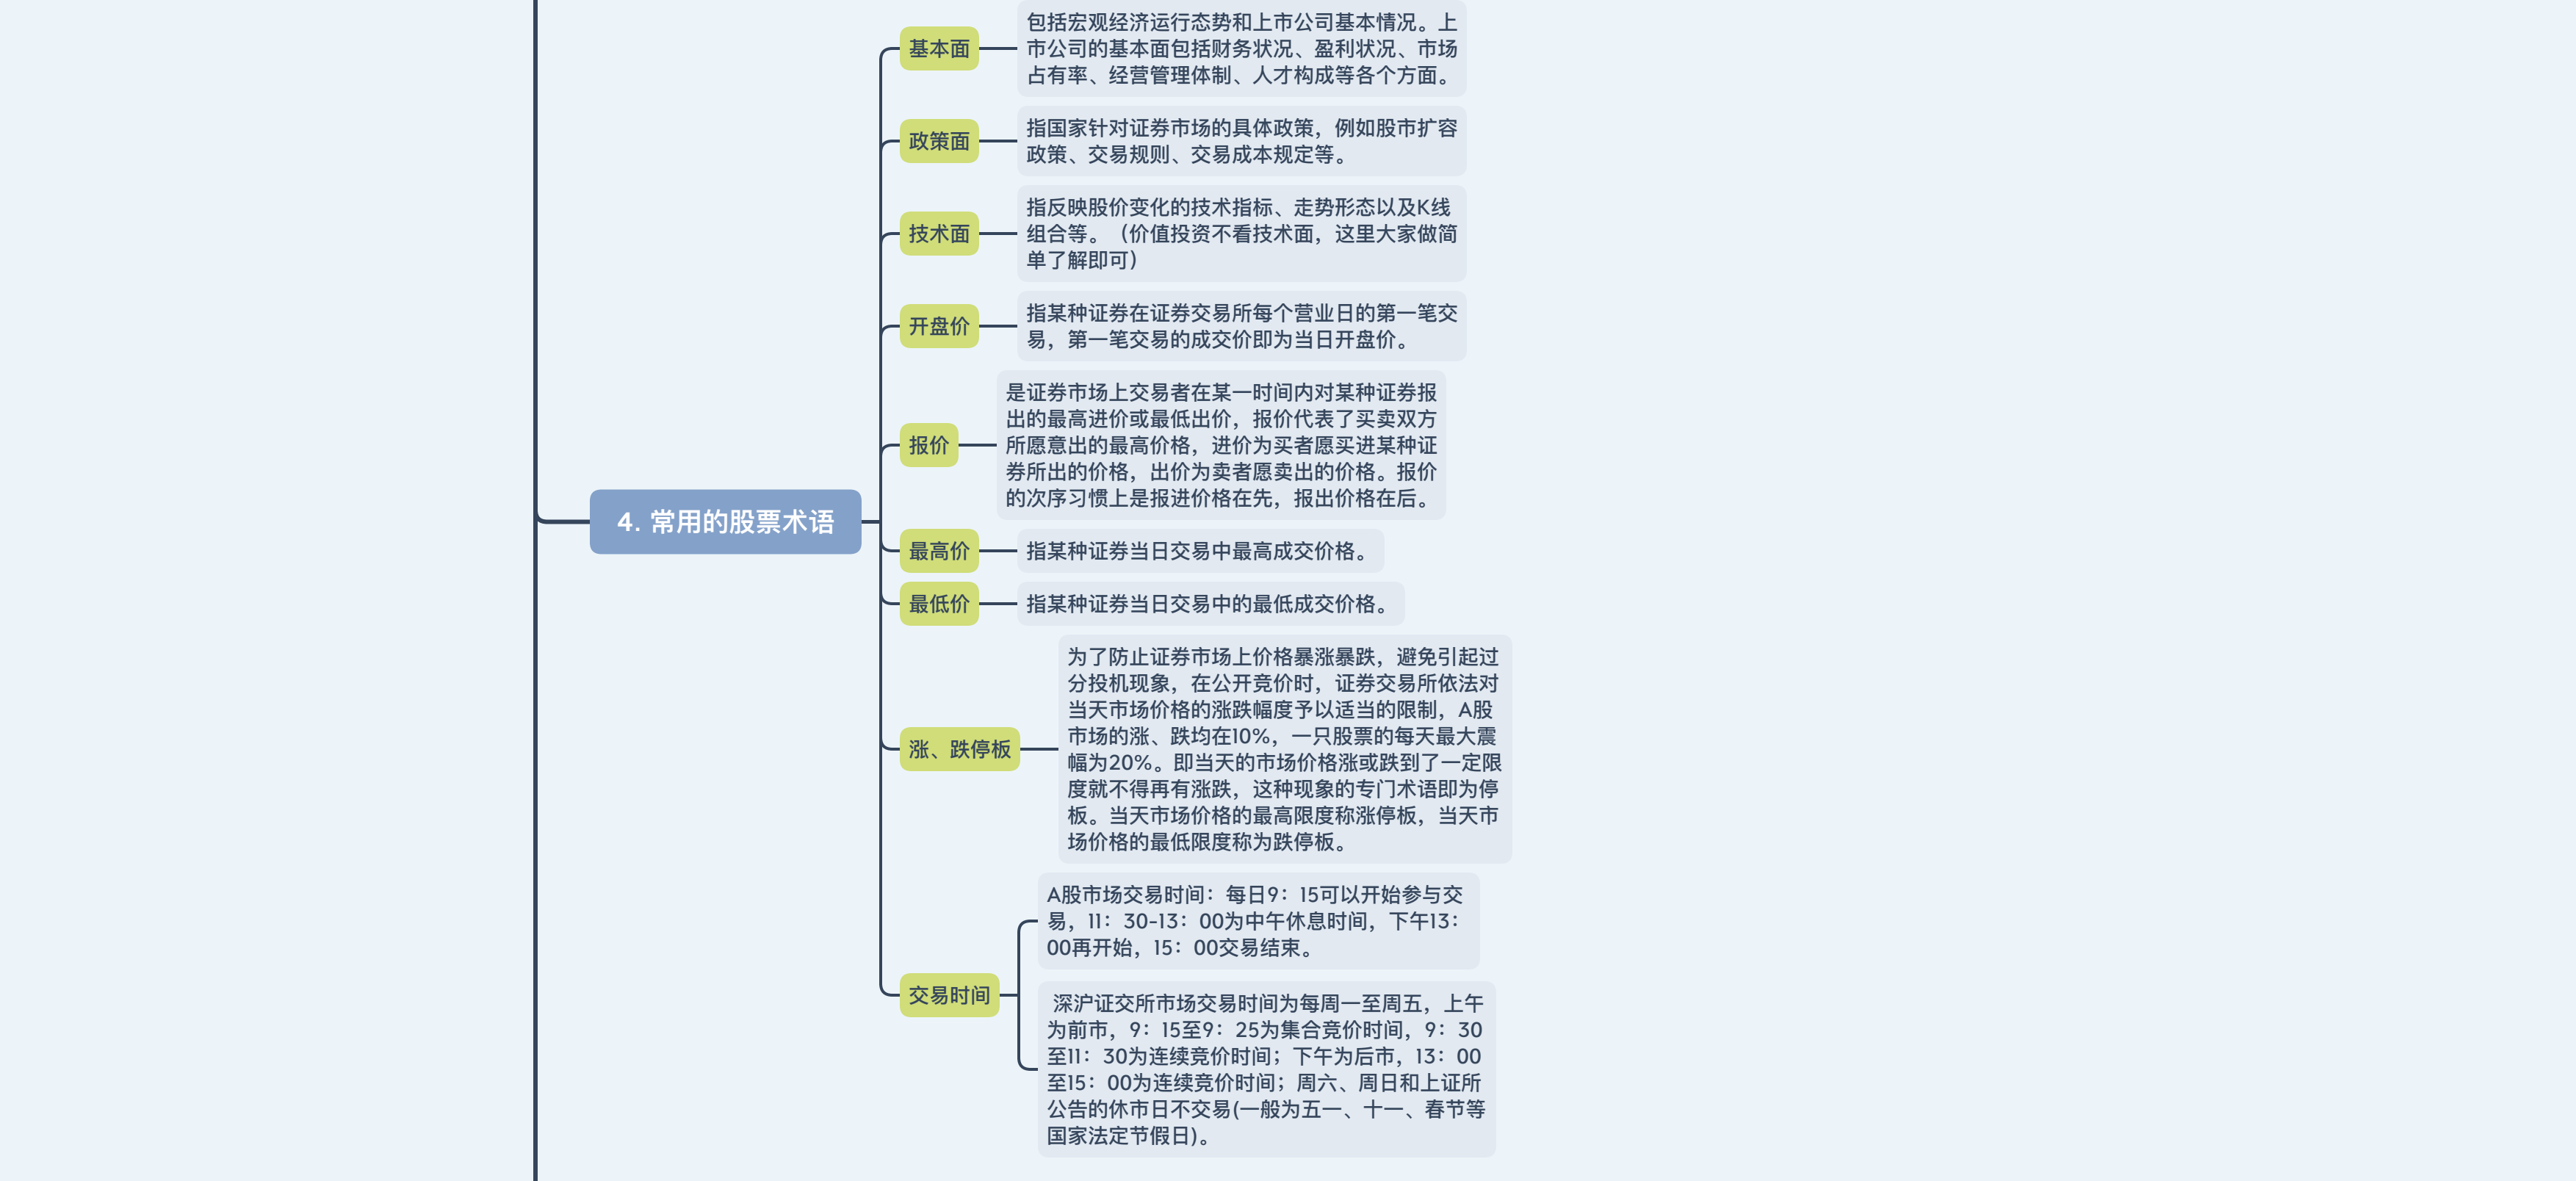 4. 常用的股票术语
基本面
包括宏观经济运行态势和上市公司基本情况。上
市公司的基本面包括财务状况、盈利状况、市场
占有率、经营管理体制、人才构成等各个方面。
政策面
指国家针对证券市场的具体政策，例如股市扩容
政策、交易规则、交易成本规定等。
技术面
指反映股价变化的技术指标、走势形态以及K线
组合等。（价值投资不看技术面，这里大家做简
单了解即可）
开盘价
指某种证券在证券交易所每个营业日的第一笔交
易，第一笔交易的成交价即为当日开盘价。
报价
是证券市场上交易者在某一时间内对某种证券报
出的最高进价或最低出价，报价代表了买卖双方
所愿意出的最高价格，进价为买者愿买进某种证
券所出的价格，出价为卖者愿卖出的价格。报价
的次序习惯上是报进价格在先，报出价格在后。
最高价
指某种证券当日交易中最高成交价格。
最低价
指某种证券当日交易中的最低成交价格。
涨、跌停板
为了防止证券市场上价格暴涨暴跌，避免引起过
分投机现象，在公开竞价时，证券交易所依法对
当天市场价格的涨跌幅度予以适当的限制，A股
市场的涨、跌均在10%，一只股票的每天最大震
幅为20%。即当天的市场价格涨或跌到了一定限
度就不得再有涨跌，这种现象的专门术语即为停
板。当天市场价格的最高限度称涨停板，当天市
场价格的最低限度称为跌停板。
交易时间
A股市场交易时间：每日9：15可以开始参与交
易，11：30-13：00为中午休息时间，下午13：
00再开始，15：00交易结束。
深沪证交所市场交易时间为每周一至周五，上午
为前市，9：15至9：25为集合竞价时间，9：30
至11：30为连续竞价时间；下午为后市，13：00
至15：00为连续竞价时间；周六、周日和上证所
公告的休市日不交易(一般为五一、十一、春节等
国家法定节假日)。